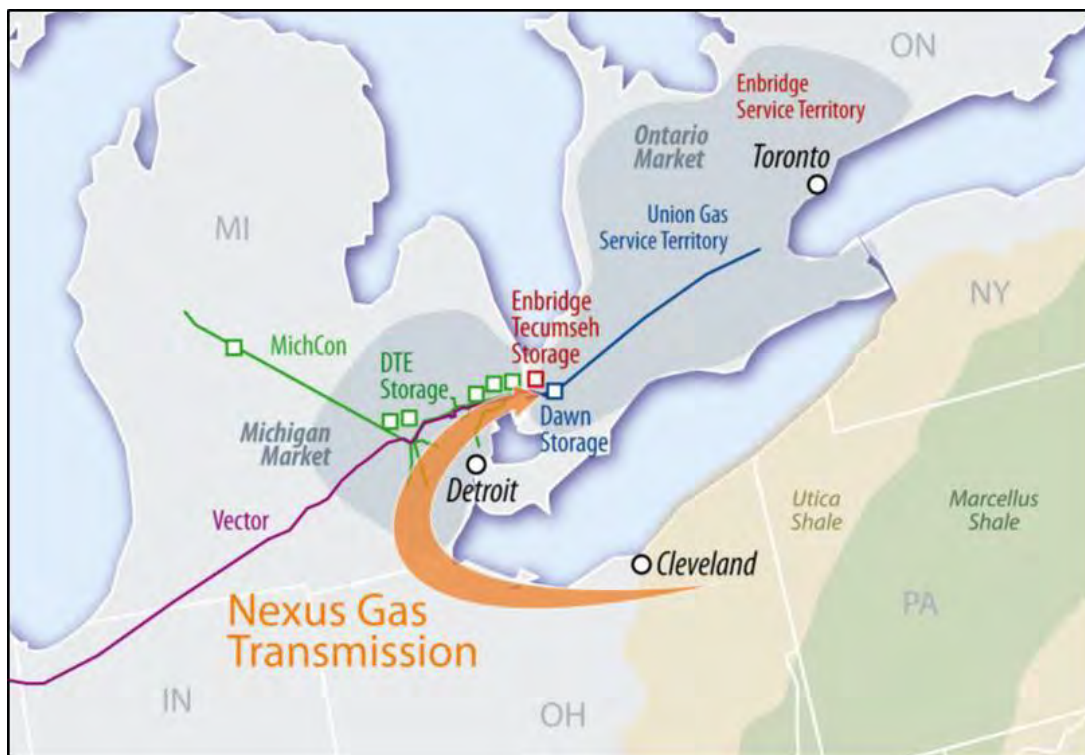 ON
Enbridge
Service Territory
Ontario
Market
Toronto
MI
Union Gas
Service Territory
NY
Enbridge
Tecumseh
Storage
MichCon
DTE
Storage
Dawn
Storage
Michigan
Market
Detroit
Utica
Shale
Marcellus
Shale
Vector
Cleveland
Nexus Gas
Transmission
PA
IN
OH